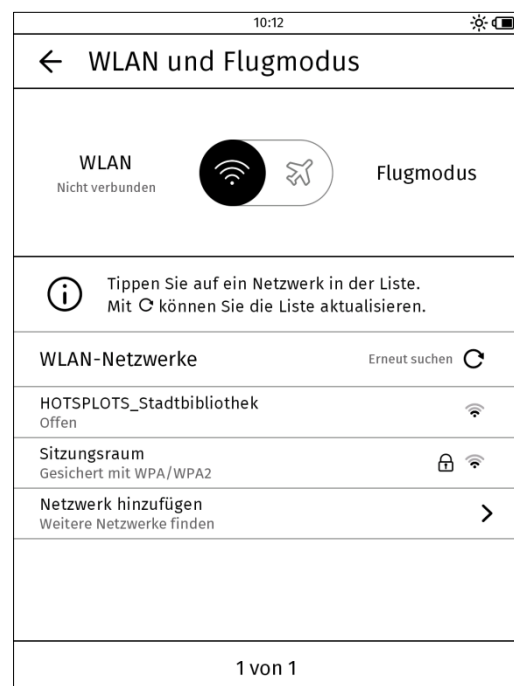 10:12
WLAN und Flugmodus
WLAN
Nicht verbunden
Flugmodus
Tippen Sie auf ein Netzwerk in der Liste.
Mit können Sie die Liste aktualisieren.
WLAN-Netzwerke
Erneut suchen
HOTSPLOTS_Stadtbibliothek
Offen
Sitzungsraum
Gesichert mit WPA/WPA2
Netzwerk hinzufügen
Weitere Netzwerke finden
1 von 1